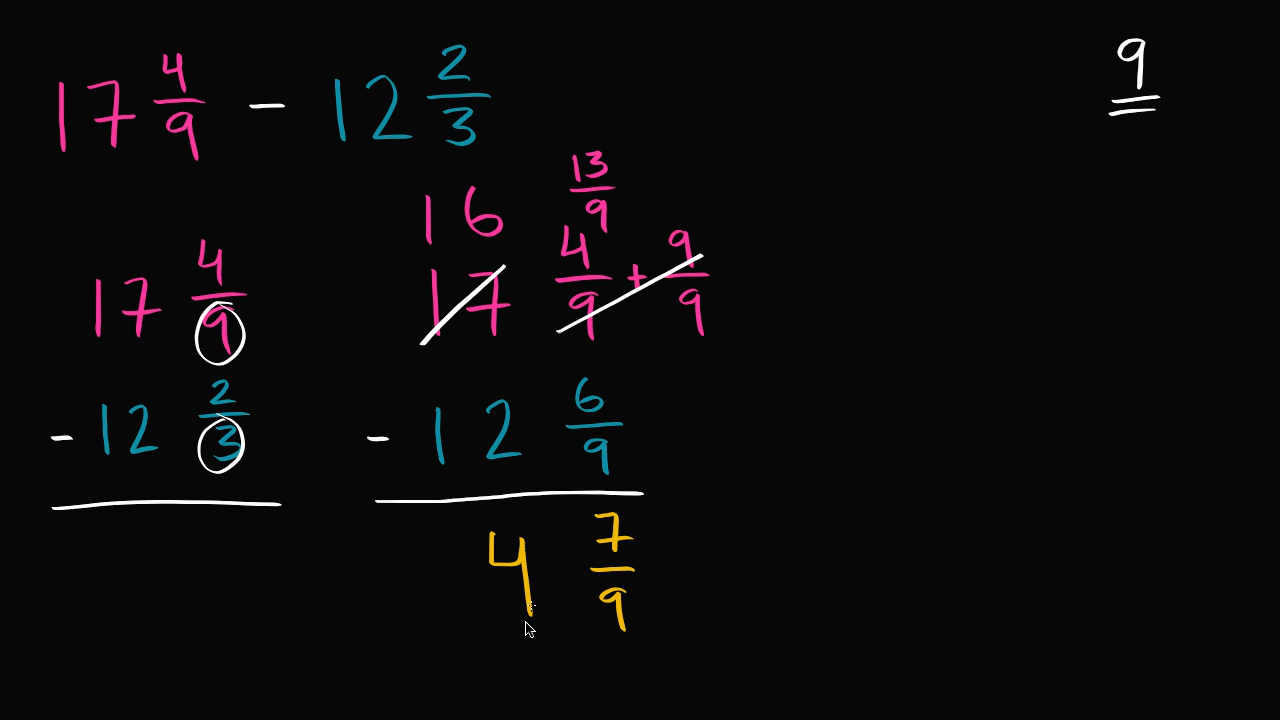 17 4/9 - 12 2/3
9
16 13/9
17 4/9 17 4/9 + 9/9
- 12 2/3 - 12 6/9
4 7/9